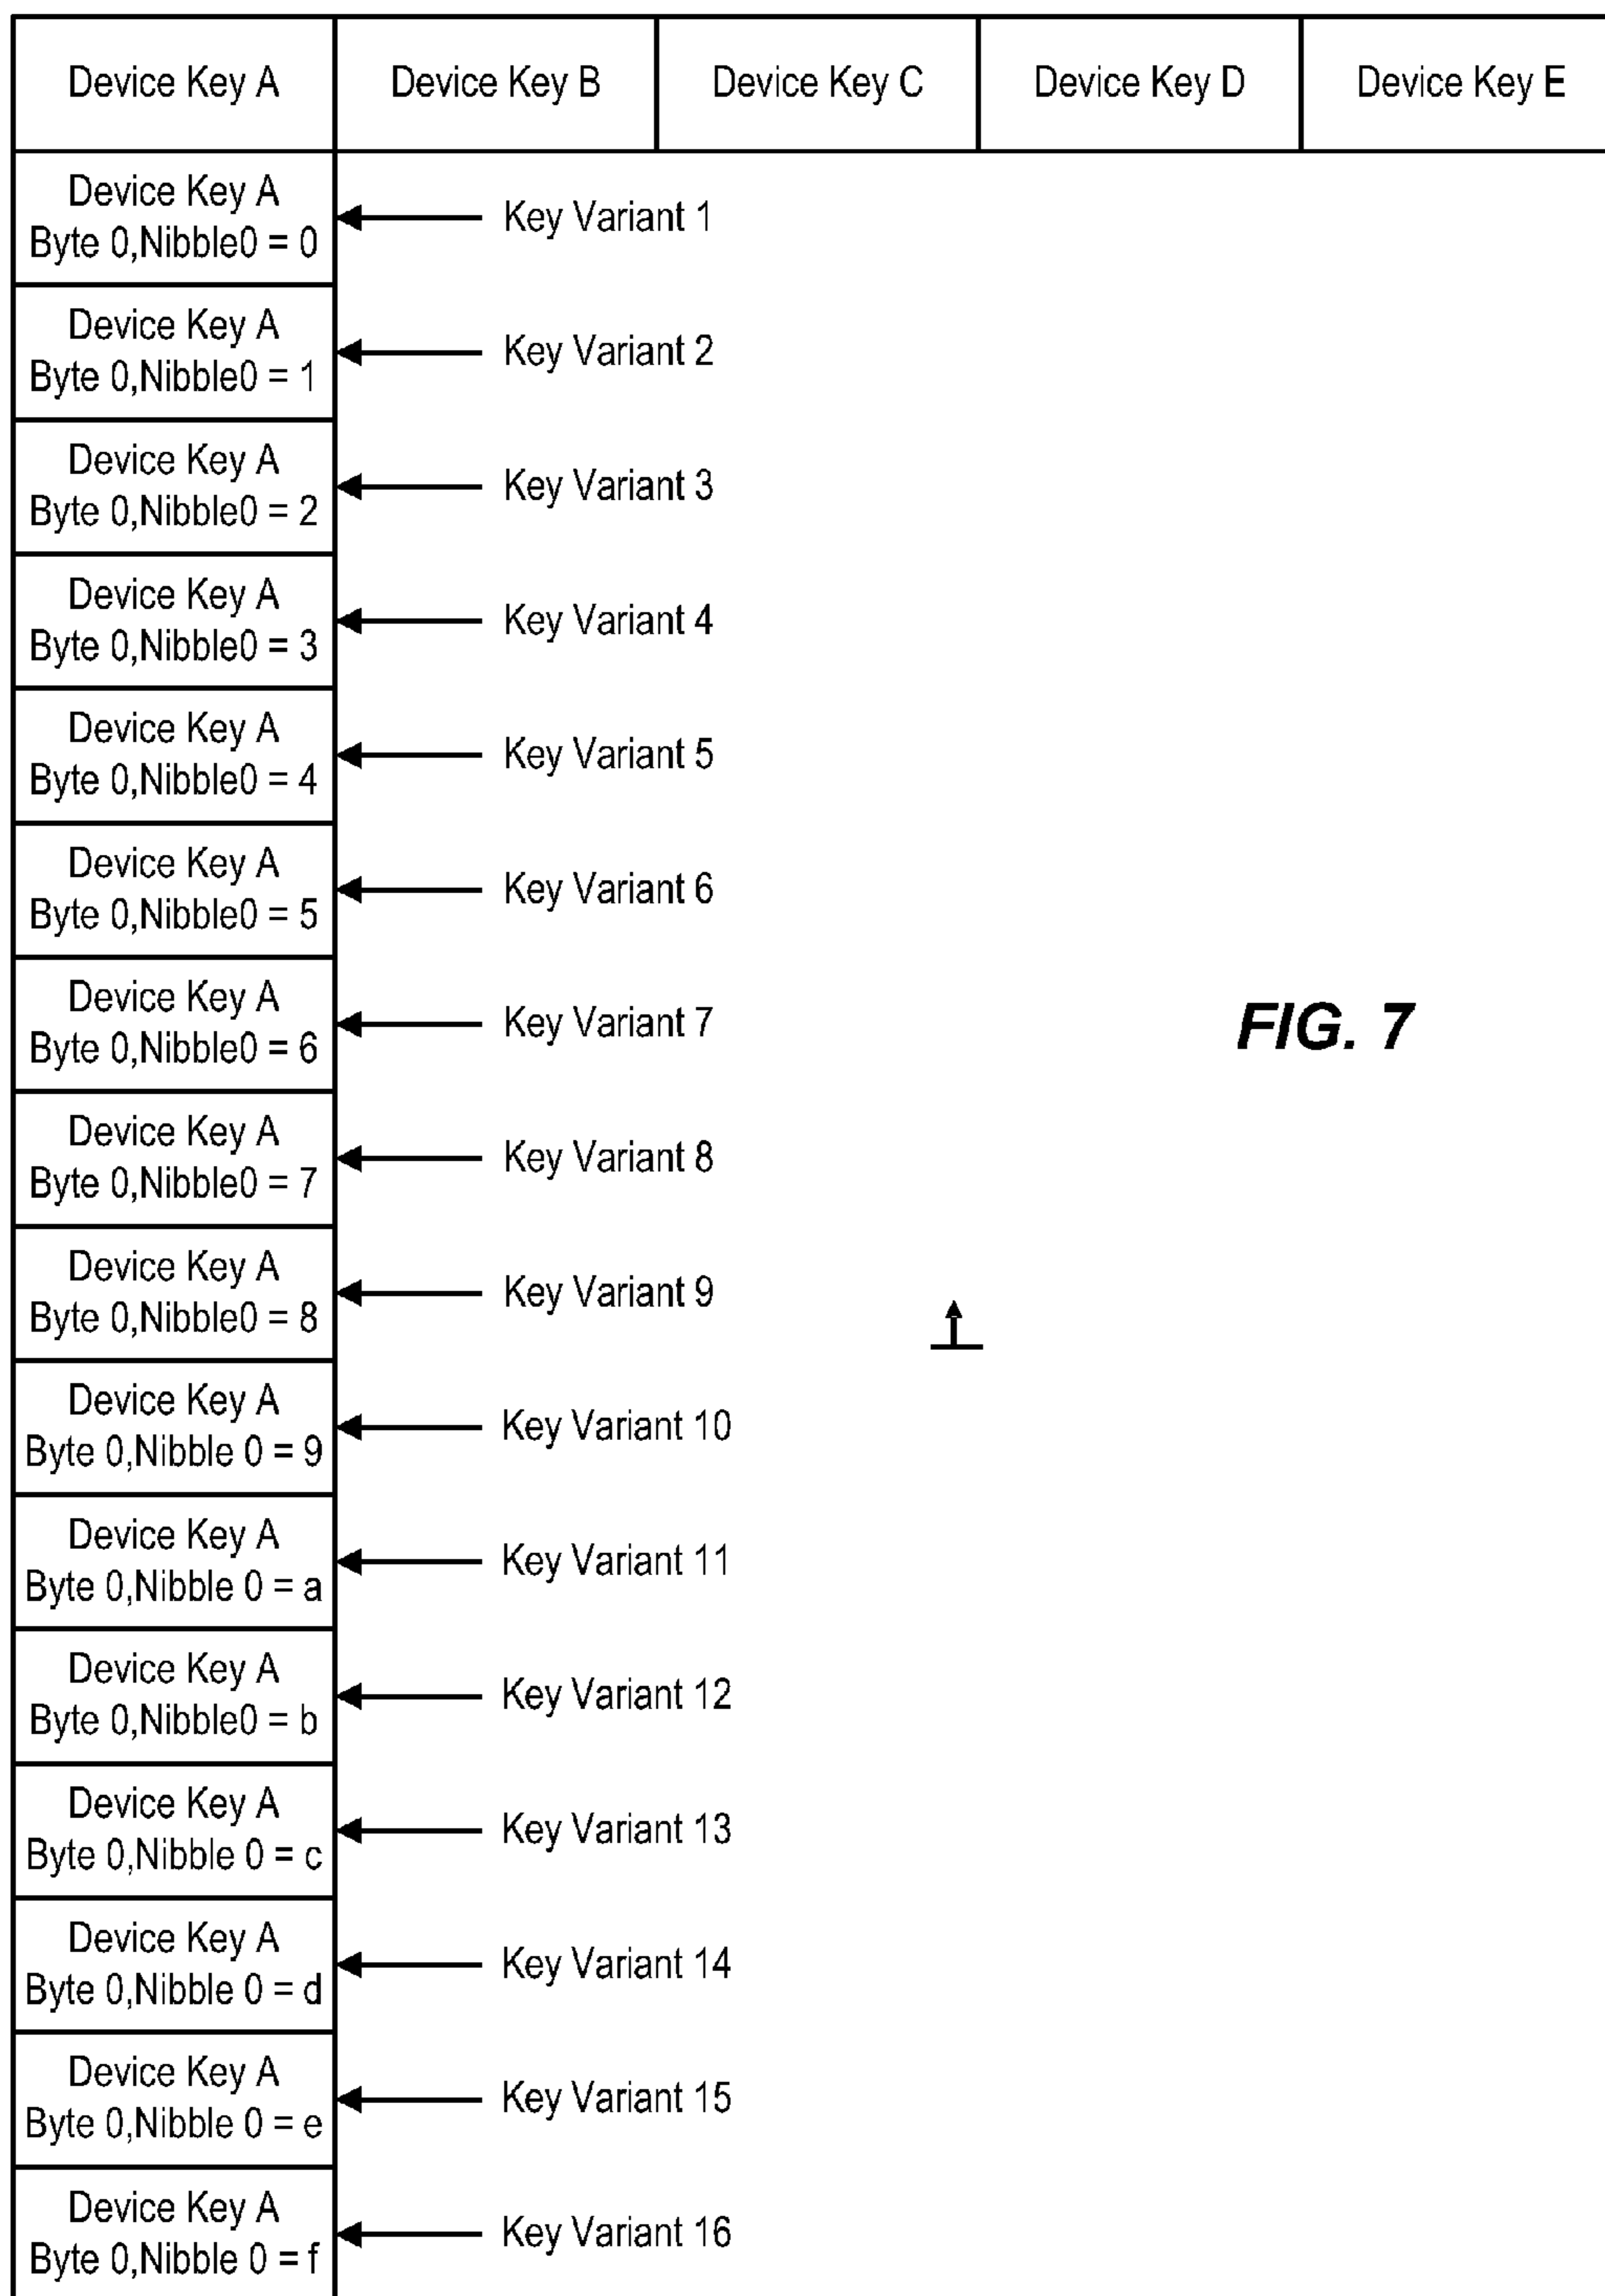 Device Key A
Device Key B
Device Key C
Device Key D
Device Key E
Device Key A
Byte 0,Nibble0 = 0
Key Variant 1
Device Key A
Byte 0,Nibble0 = 1
Key Variant 2
Device Key A
Byte 0,Nibble0 = 2
Key Variant 3
Device Key A
Byte 0,Nibble0 = 3
Key Variant 4
Device Key A
Byte 0,Nibble0 = 4
Key Variant 5
Device Key A
Byte 0,Nibble0 = 5
Key Variant 6
Device Key A
Byte 0,Nibble0 = 6
Key Variant 7
FIG. 7
Device Key A
Byte 0,Nibble0 = 7
Key Variant 8
Device Key A
Byte 0,Nibble0 = 8
Key Variant 9
Device Key A
Byte 0,Nibble 0 = 9
Key Variant 10
Device Key A
Byte 0,Nibble 0 = a
Key Variant 11
Device Key A
Byte 0,Nibble0 = b
Key Variant 12
Device Key A
Byte 0,Nibble 0 = c
Key Variant 13
Device Key A
Byte 0,Nibble 0 = d
Key Variant 14
Device Key A
Byte 0,Nibble 0 = e
Key Variant 15
Device Key A
Byte 0,Nibble 0 = f
Key Variant 16